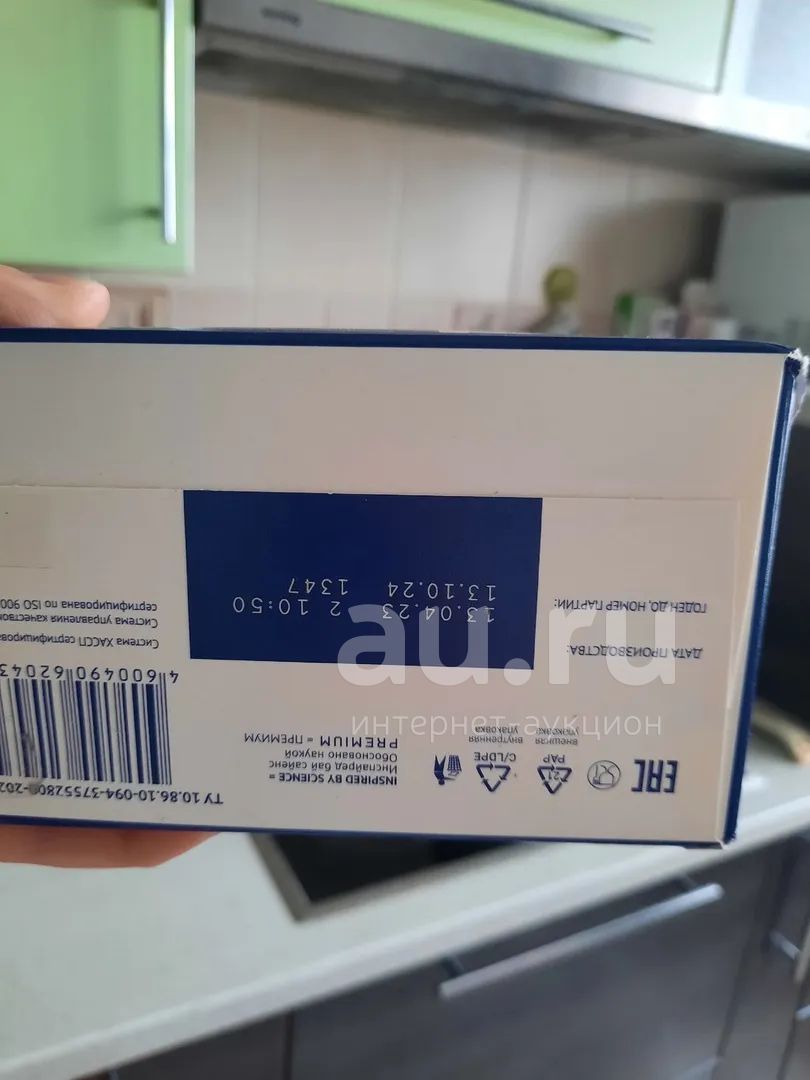 au.ru
интернет-аукцион
ТУ 10.86.10-094-37552808-202
INSPIRED BY SCIENCE =
Инспайред бай сайенс
Обосновано наукой
PREMIUM = ПРЕМИУМ
21
PAP
внешняя
упаковка
C/LDPE
внутренняя
упаковка
EAC
4 600490 62043
Система ХАССП сертифицирова
Система управления качеством
сертифицирована по ISO 900
ДАТА ПРОИЗВОДСТВА:
ГОДЕН ДО, НОМЕР ПАРТИИ:
13.04.23 2 10:50
13.10.24 1347